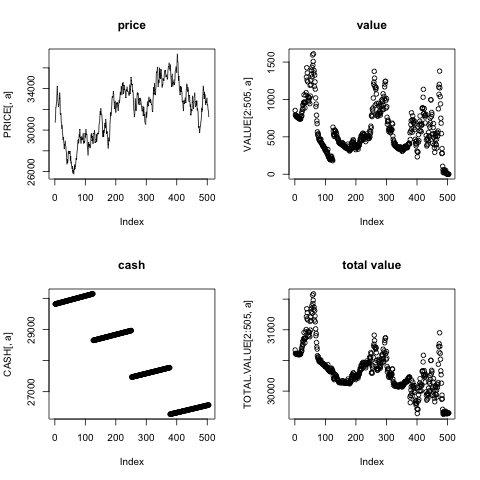 price
PRICE[, a]
34000
30000
26000
0 100 200 300 400 500
Index
value
VALUE[2:505, a]
1500
1000
500
0
0 100 200 300 400 500
Index
cash
CASH[, a]
29000
27000
0 100 200 300 400 500
Index
total value
TOTAL.VALUE[2:505, a]
31000
30000
0 100 200 300 400 500
Index